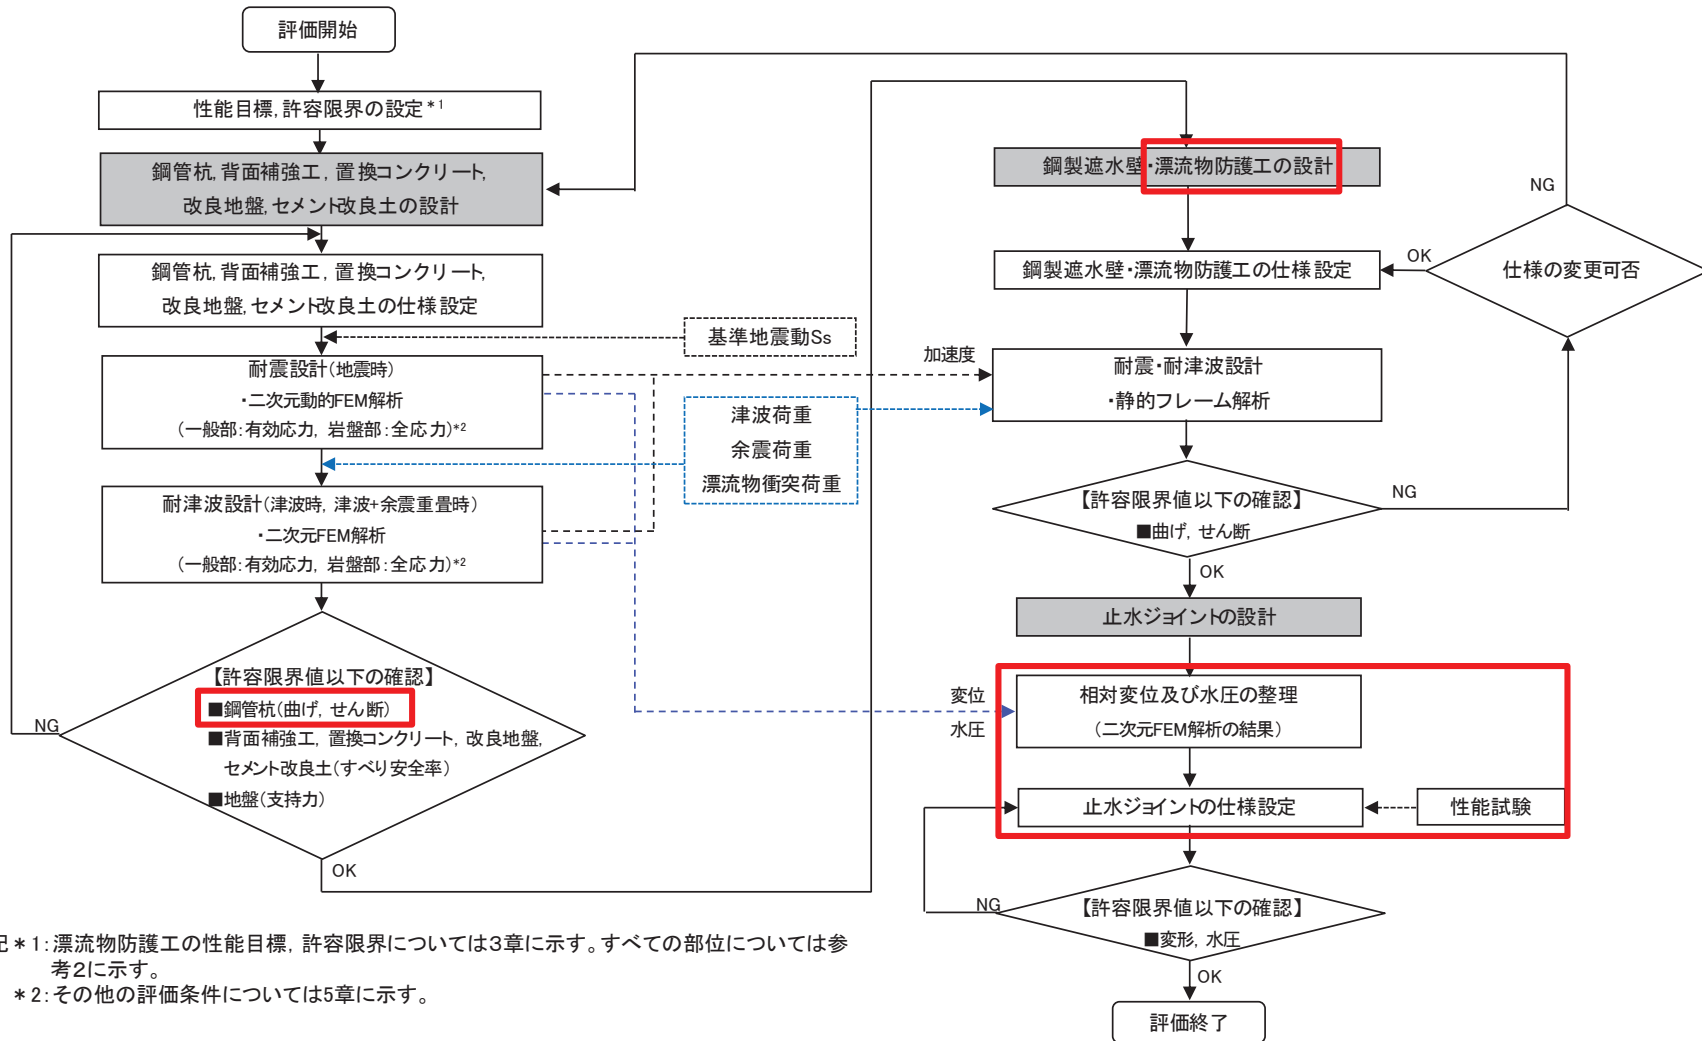 評価開始
性能目標，許容限界の設定＊1
鋼管杭，背面補強工，置換コンクリート，
改良地盤，セメント改良土の設計
鋼管杭，背面補強工，置換コンクリート，
改良地盤，セメント改良土の仕様設定
基準地震動Ss
耐震設計（地震時）
・二次元動的FEM解析
（一般部：有効応力，岩盤部：全応力）＊2
津波荷重
余震荷重
漂流物衝突荷重
耐津波設計（津波時，津波+余震重畳時）
・二次元FEM解析
（一般部：有効応力，岩盤部：全応力）＊2
【許容限界値以下の確認】
■鋼管杭（曲げ，せん断）
■背面補強工，置換コンクリート，改良地盤，
セメント改良土（すべり安全率）
■地盤（支持力）
NG
OK
鋼製遮水壁・漂流物防護工の設計
鋼製遮水壁・漂流物防護工の仕様設定
OK
仕様の変更可否
NG
加速度
耐震・耐津波設計
・静的フレーム解析
【許容限界値以下の確認】
■曲げ，せん断
NG
OK
止水ジョイントの設計
変位
水圧
相対変位及び水圧の整理
（二次元FEM解析の結果）
止水ジョイントの仕様設定
性能試験
【許容限界値以下の確認】
■変形，水圧
NG
OK
評価終了
記＊1：漂流物防護工の性能目標，許容限界については3章に示す。すべての部位については参
考2に示す。
＊2：その他の評価条件については5章に示す。